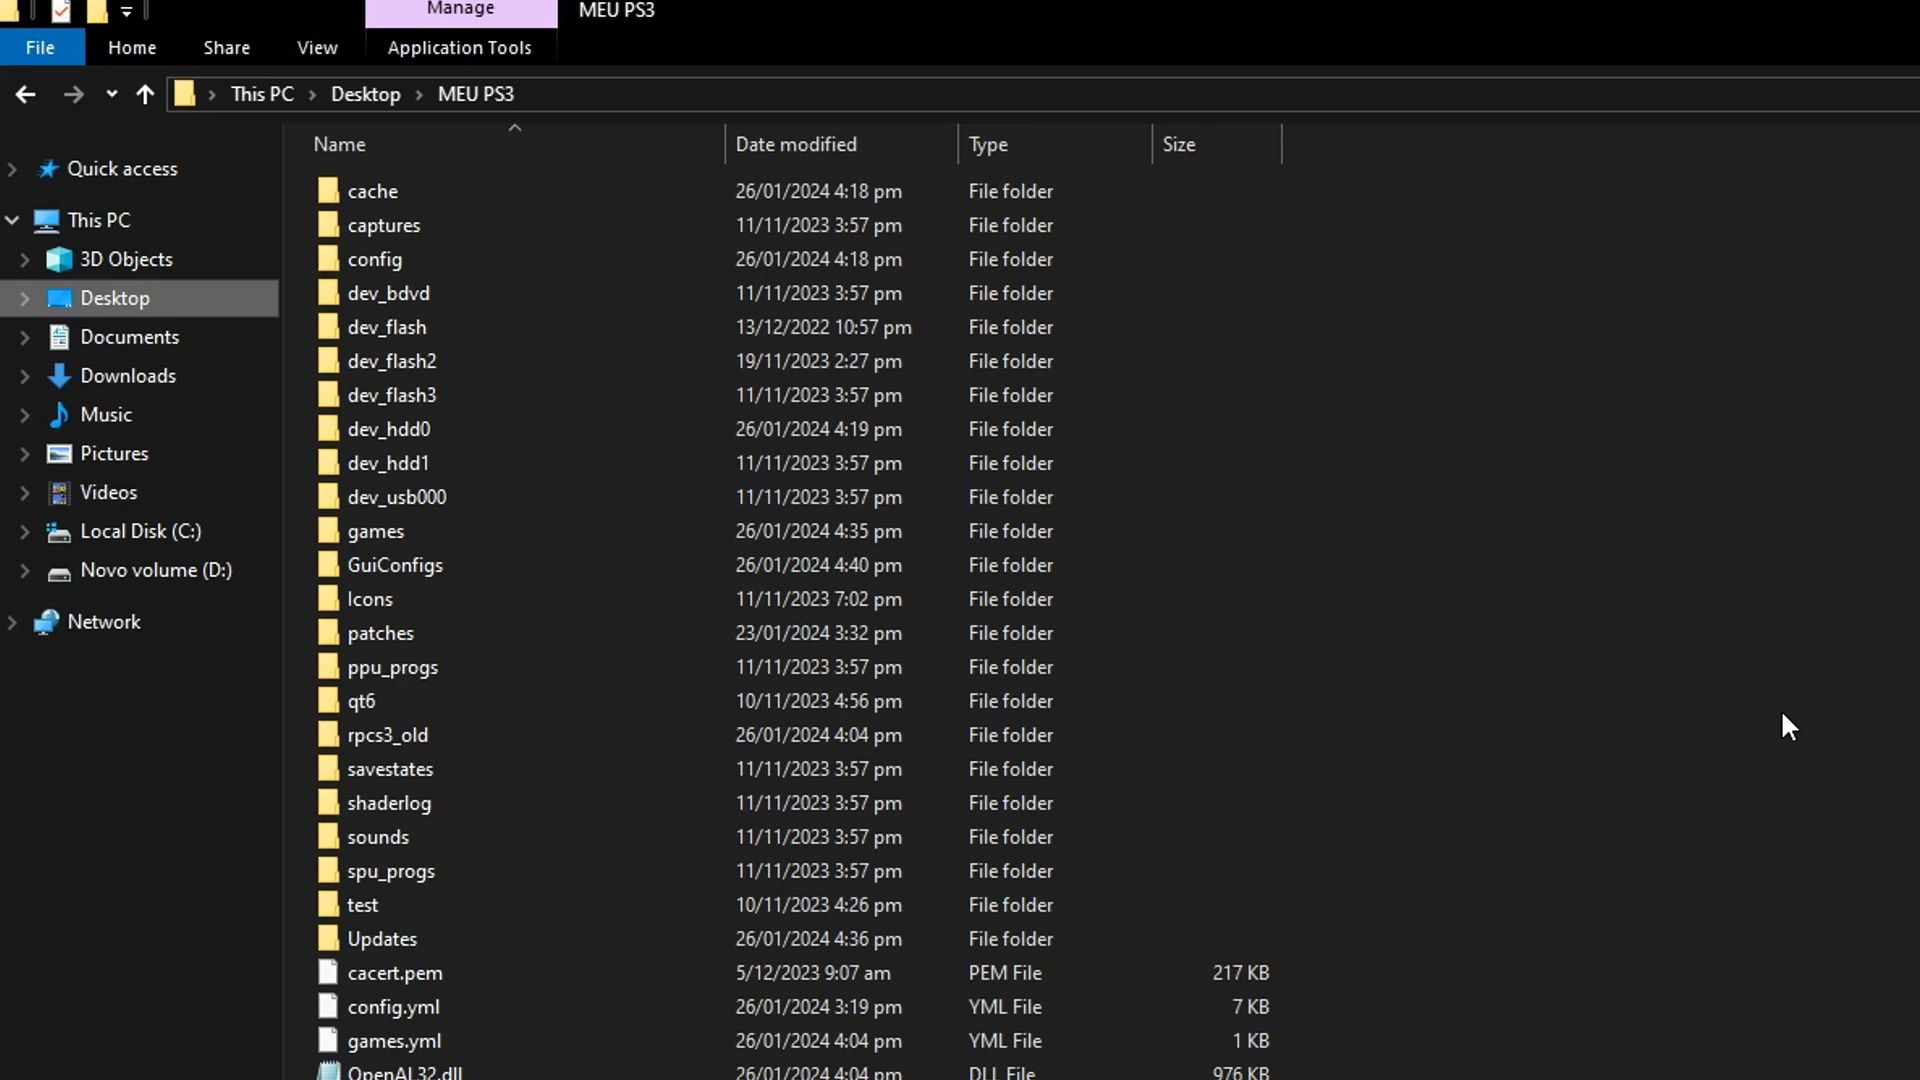 Manage MEU PS3
File Home Share View Application Tools
This PC Desktop MEU PS3
Name Date modified Type Size
Quick access
This PC
3D Objects
Desktop
Documents
Downloads
Music
Pictures
Videos
Local Disk (C:)
Novo volume (D:)
Network
cache 26/01/2024 4:18 pm File folder
captures 11/11/2023 3:57 pm File folder
config 26/01/2024 4:18 pm File folder
dev_bdvd 11/11/2023 3:57 pm File folder
dev_flash 13/12/2022 10:57 pm File folder
dev_flash2 19/11/2023 2:27 pm File folder
dev_flash3 11/11/2023 3:57 pm File folder
dev_hdd0 26/01/2024 4:19 pm File folder
dev_hdd1 11/11/2023 3:57 pm File folder
dev_usb000 11/11/2023 3:57 pm File folder
games 26/01/2024 4:35 pm File folder
GuiConfigs 26/01/2024 4:40 pm File folder
Icons 11/11/2023 7:02 pm File folder
patches 23/01/2024 3:32 pm File folder
ppu_progs 11/11/2023 3:57 pm File folder
qt6 10/11/2023 4:56 pm File folder
rpcs3_old 26/01/2024 4:04 pm File folder
savestates 11/11/2023 3:57 pm File folder
shaderlog 11/11/2023 3:57 pm File folder
sounds 11/11/2023 3:57 pm File folder
spu_progs 11/11/2023 3:57 pm File folder
test 10/11/2023 4:26 pm File folder
Updates 26/01/2024 4:36 pm File folder
cacert.pem 5/12/2023 9:07 am PEM File 217 KB
config.yml 26/01/2024 3:19 pm YML File 7 KB
games.yml 26/01/2024 4:04 pm YML File 1 KB
OpenAL32.dll 26/01/2024 4:04 pm DLL File 976 KB